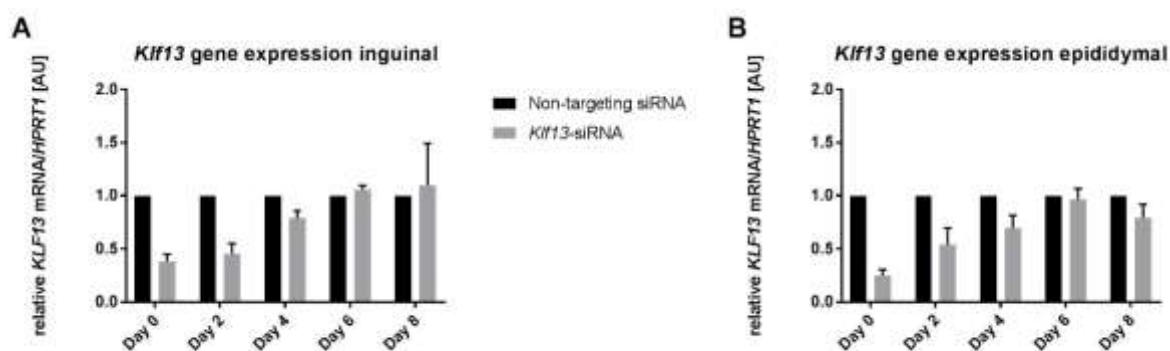 A
Klf13 gene expression inguinal
relative KLF13 mRNA/HPRT1 [AU]
2.0
1.5
1.0
0.5
0.0
Day 0
Day 2
Day 4
Day 6
Day 8
Non-targeting siRNA
Klf13-siRNA
B
Klf13 gene expression epididymal
relative KLF13 mRNA/HPRT1 [AU]
2.0
1.5
1.0
0.5
0.0
Day 0
Day 2
Day 4
Day 6
Day 8